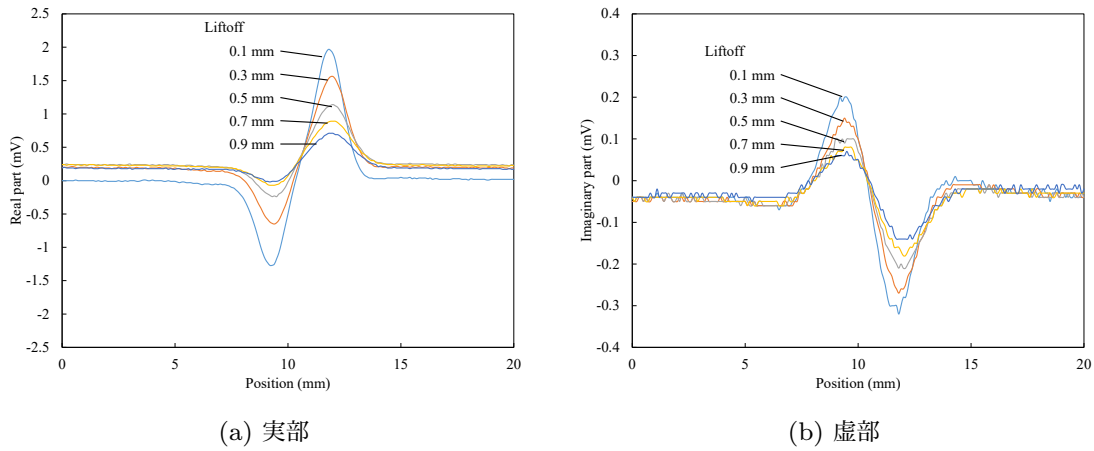 2.5
2
1.5
1
0.5
0
-0.5
-1
-1.5
-2
-2.5
Real part (mV)
Liftoff
0.1 mm
0.3 mm
0.5 mm
0.7 mm
0.9 mm
0 5 10 15 20
Position (mm)
(a) 実部
0.4
0.3
0.2
0.1
0
-0.1
-0.2
-0.3
-0.4
Imaginary part (mV)
Liftoff
0.1 mm
0.3 mm
0.5 mm
0.7 mm
0.9 mm
0 5 10 15 20
Position (mm)
(b) 虚部